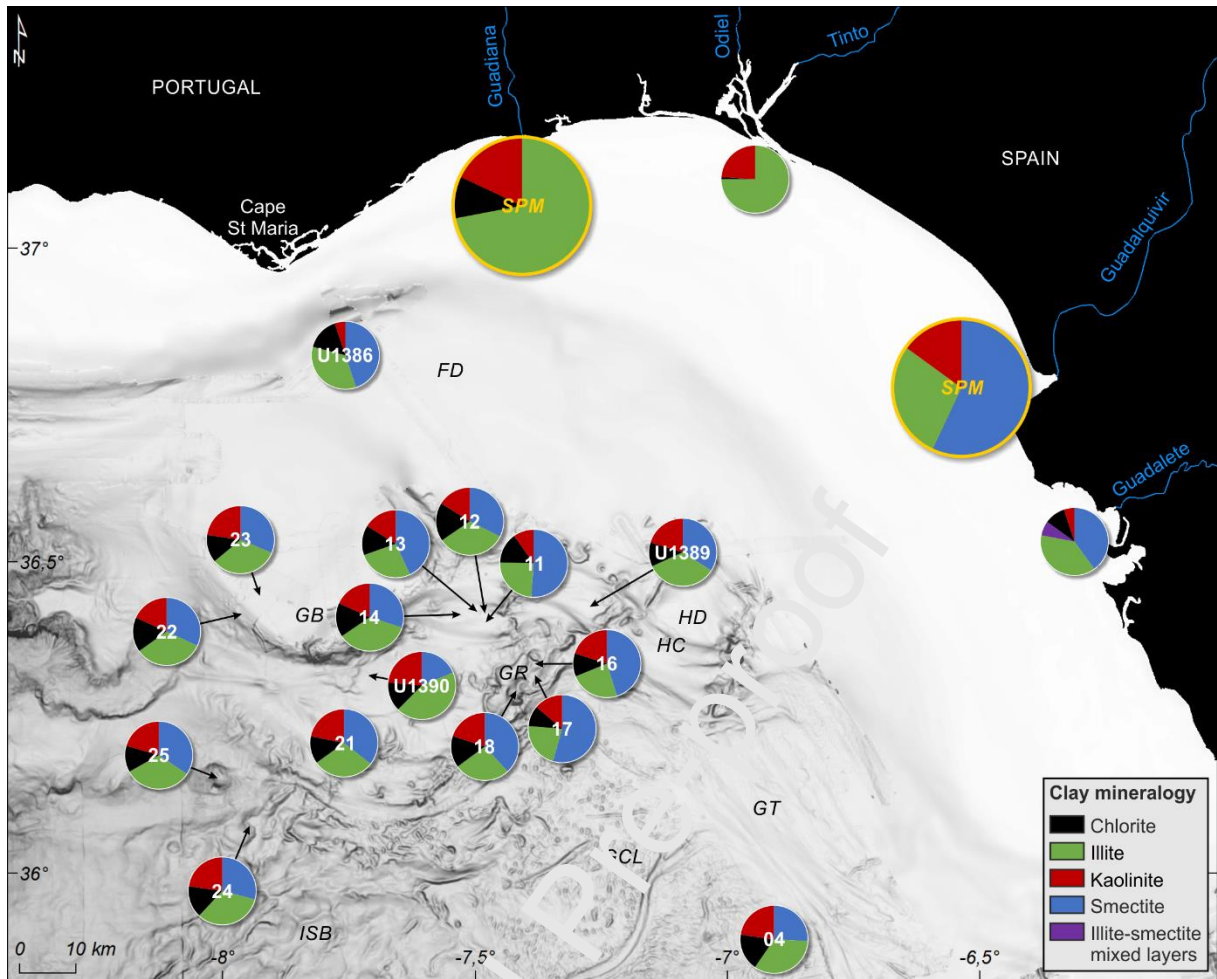 N
PORTUGAL
Guadiana
Odiel
Tinto
SPAIN
Cape
St Maria
SPM
Guadalquivir
37°
U1386
FD
SPM
Guadalete
23
13
12
11
U1389
36,5°
22
14
GB
HD
HC
U1390
GR
16
25
21
18
17
GT
24
ISB
04
36°
Pre-proof
Clay mineralogy
Chlorite
Illite
Kaolinite
Smectite
Illite-smectite
mixed layers
0 10 km
-8°
-7,5°
-7°
-6,5°